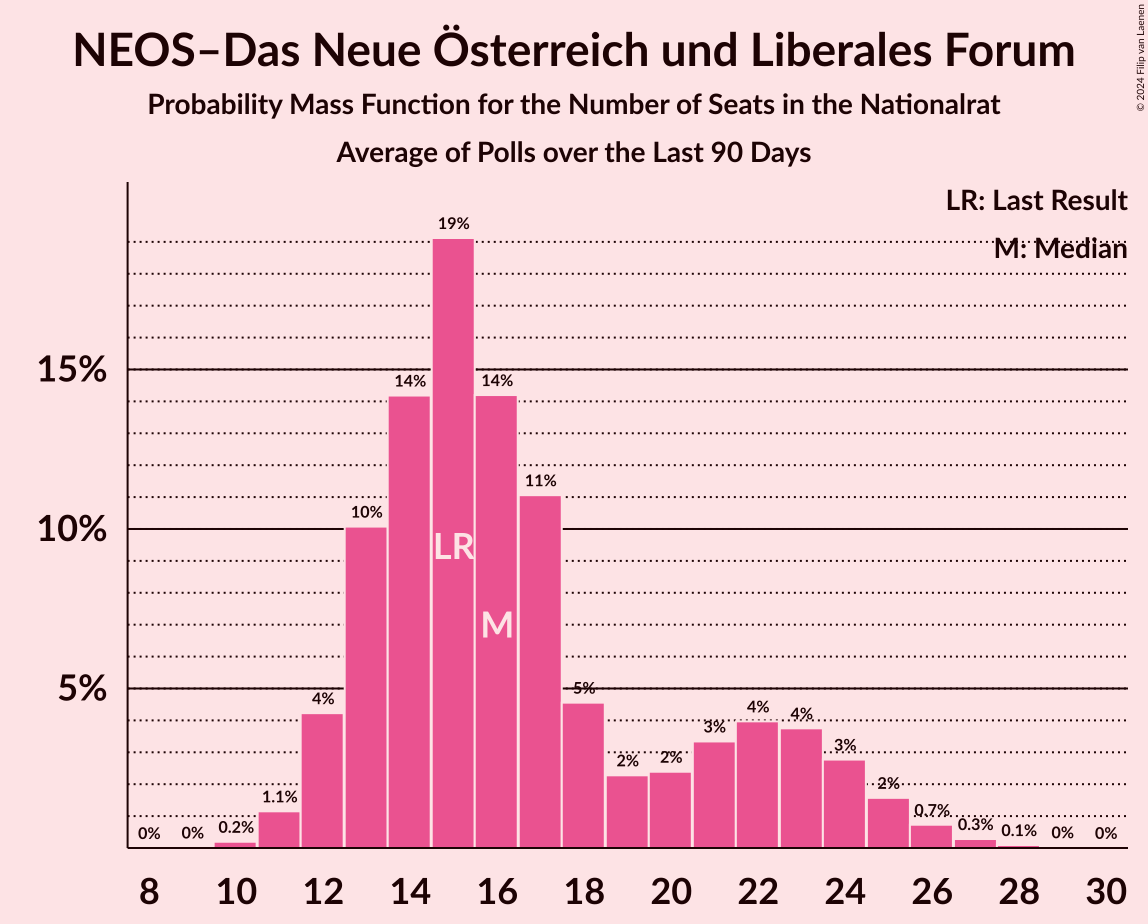 NEOS–Das Neue Österreich und Liberales Forum
Probability Mass Function for the Number of Seats in the Nationalrat
Average of Polls over the Last 90 Days
© 2024 Filip van Laenen
LR: Last Result
M: Median
19%
15%
14%
14%
11%
10%
10%
LR
M
5%
5%
4%
4%
4%
3%
3%
2%
2%
2%
1.1%
0.7%
0.3%
0.2%
0.1%
0%
0%
0%
0%
8 10 12 14 16 18 20 22 24 26 28 30